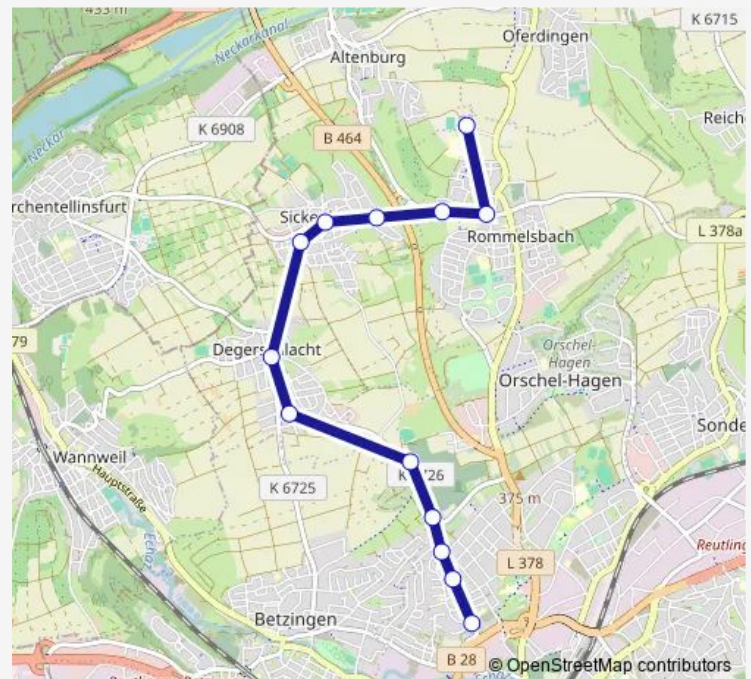 433 m
K 6715
Oferdingen
Neckarkanal
Altenburg
K 6908
B 464
Reich
Neckar
rchentellinsfurt
Sicke
Rommelsbach
L 378a
79
Degerschlacht
Orschel-
Hagen
Orschel-Hagen
Sonde
Wannweil
Hauptstraße
K 6725
375 m
Echaz
L 378
Reutling
Betzingen
B 28
© OpenStreetMap contributors